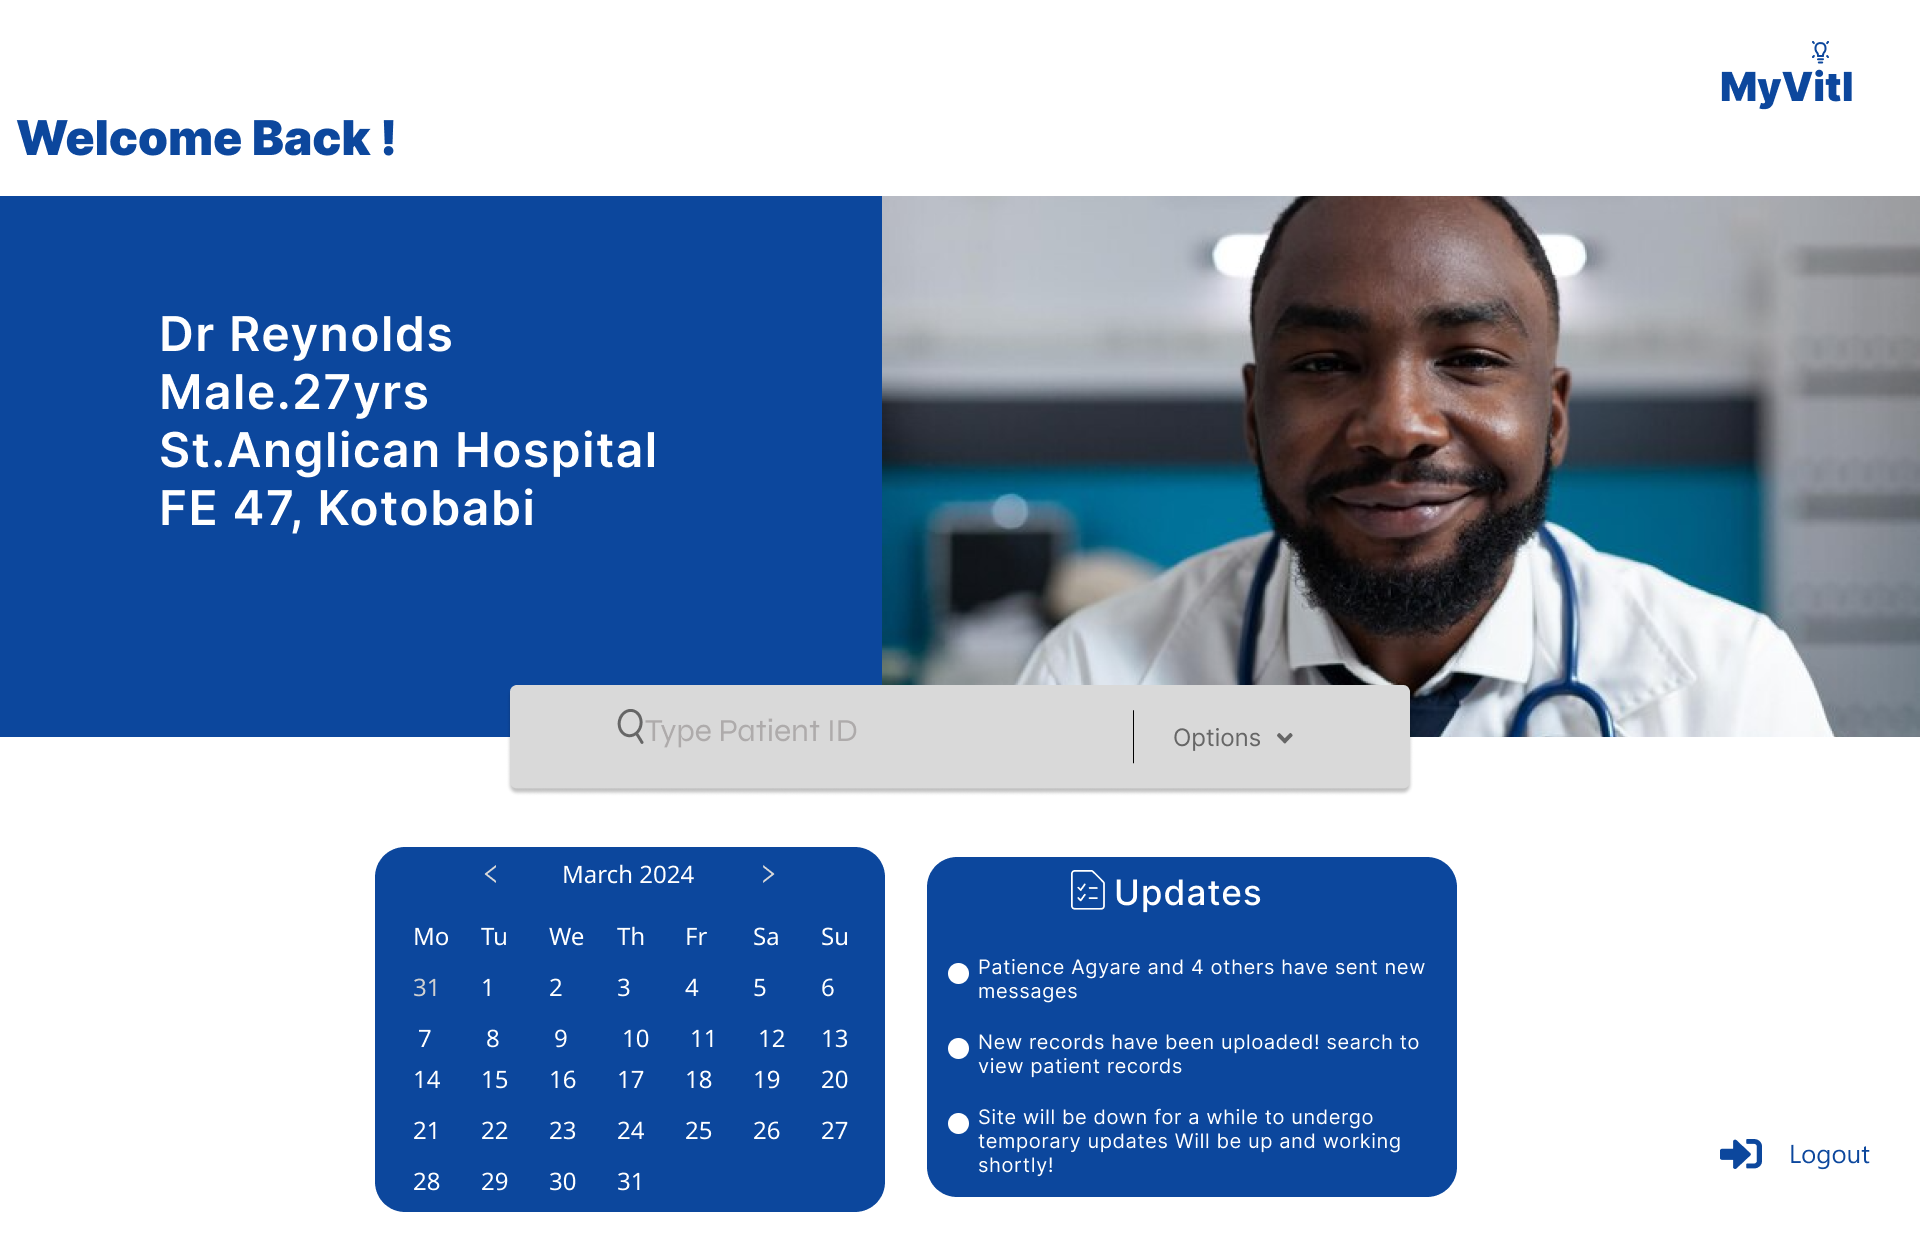 MyVitl
Welcome Back !
Dr Reynolds
Male.27yrs
St.Anglican Hospital
FE 47, Kotobabi
Type Patient ID
Options
< March 2024 >
Mo Tu We Th Fr Sa Su
31 1 2 3 4 5 6
7 8 9 10 11 12 13
14 15 16 17 18 19 20
21 22 23 24 25 26 27
28 29 30 31
Updates
Patience Agyare and 4 others have sent new
messages
New records have been uploaded! search to
view patient records
Site will be down for a while to undergo
temporary updates Will be up and working
shortly!
Logout